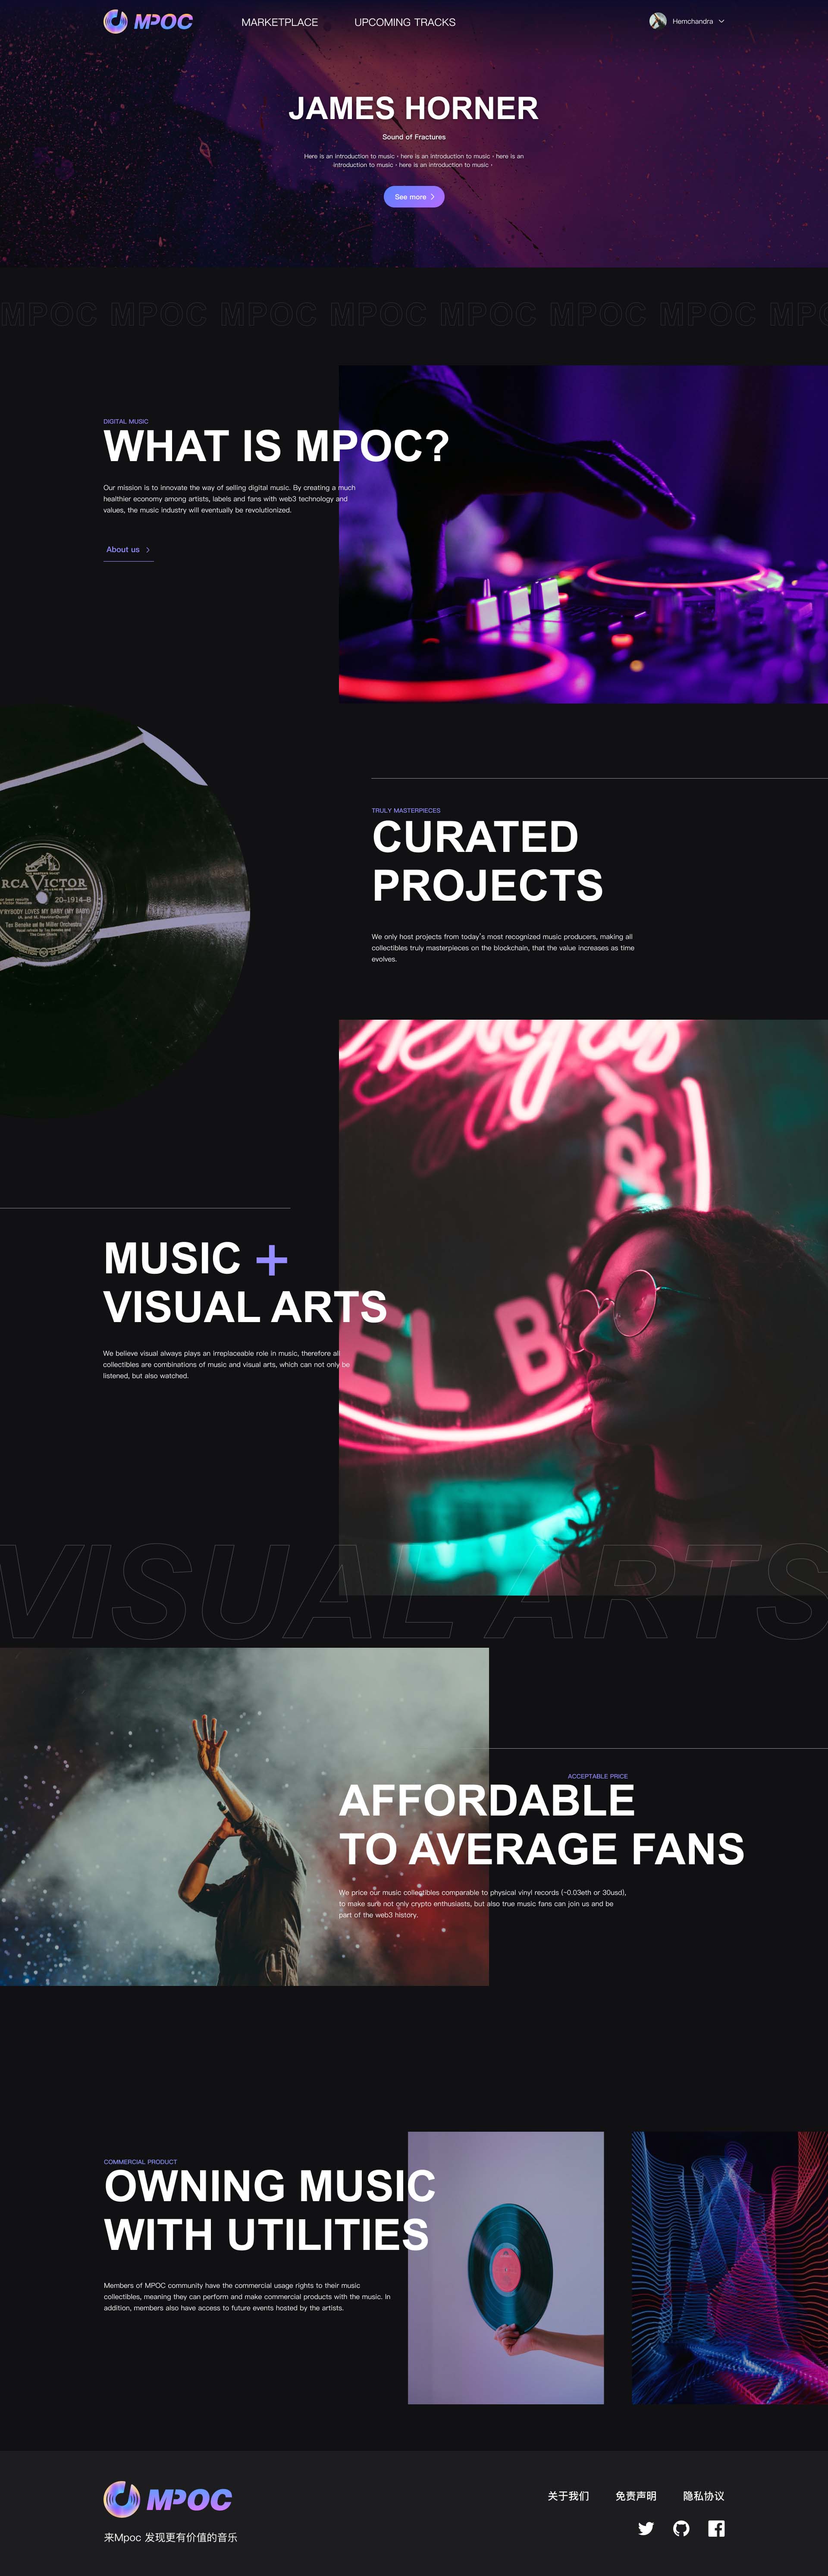 MPOC
MARKETPLACE
UPCOMING TRACKS
Hemchandra
JAMES HORNER
Sound of Fractures
Here is an introduction to music，here is an introduction to music，here is an
introduction to music，here is an introduction to music，
See more
MPOC MPOC MPOC MPOC MPOC MPOC MPOC MPO
DIGITAL MUSIC
WHAT IS MPOC?
Our mission is to innovate the way of selling digital music. By creating a much
healthier economy among artists, labels and fans with web3 technology and
values, the music industry will eventually be revolutionized.
About us
RCA VICTOR
20-1914-B
V'RYBODY LOVES MY BABY (MY BABY)
Tex Beneke and the Miller Orchestra
TRULY MASTERPIECES
CURATED
PROJECTS
We only host projects from today's most recognized music producers, making all
collectibles truly masterpieces on the blockchain, that the value increases as time
evolves.
EL B
MUSIC +
VISUAL ARTS
We believe visual always plays an irreplaceable role in music, therefore all
collectibles are combinations of music and visual arts, which can not only be
listened, but also watched.
VISUAL ARTS
ACCEPTABLE PRICE
AFFORDABLE
TO AVERAGE FANS
We price our music collectibles comparable to physical vinyl records (~0.03eth or 30usd),
to make sure not only crypto enthusiasts, but also true music fans can join us and be
part of the web3 history.
COMMERCIAL PRODUCT
OWNING MUSIC
WITH UTILITIES
Members of MPOC community have the commercial usage rights to their music
collectibles, meaning they can perform and make commercial products with the music. In
addition, members also have access to future events hosted by the artists.
MPOC
来Mpoc 发现更有价值的音乐
关于我们
免责声明
隐私协议